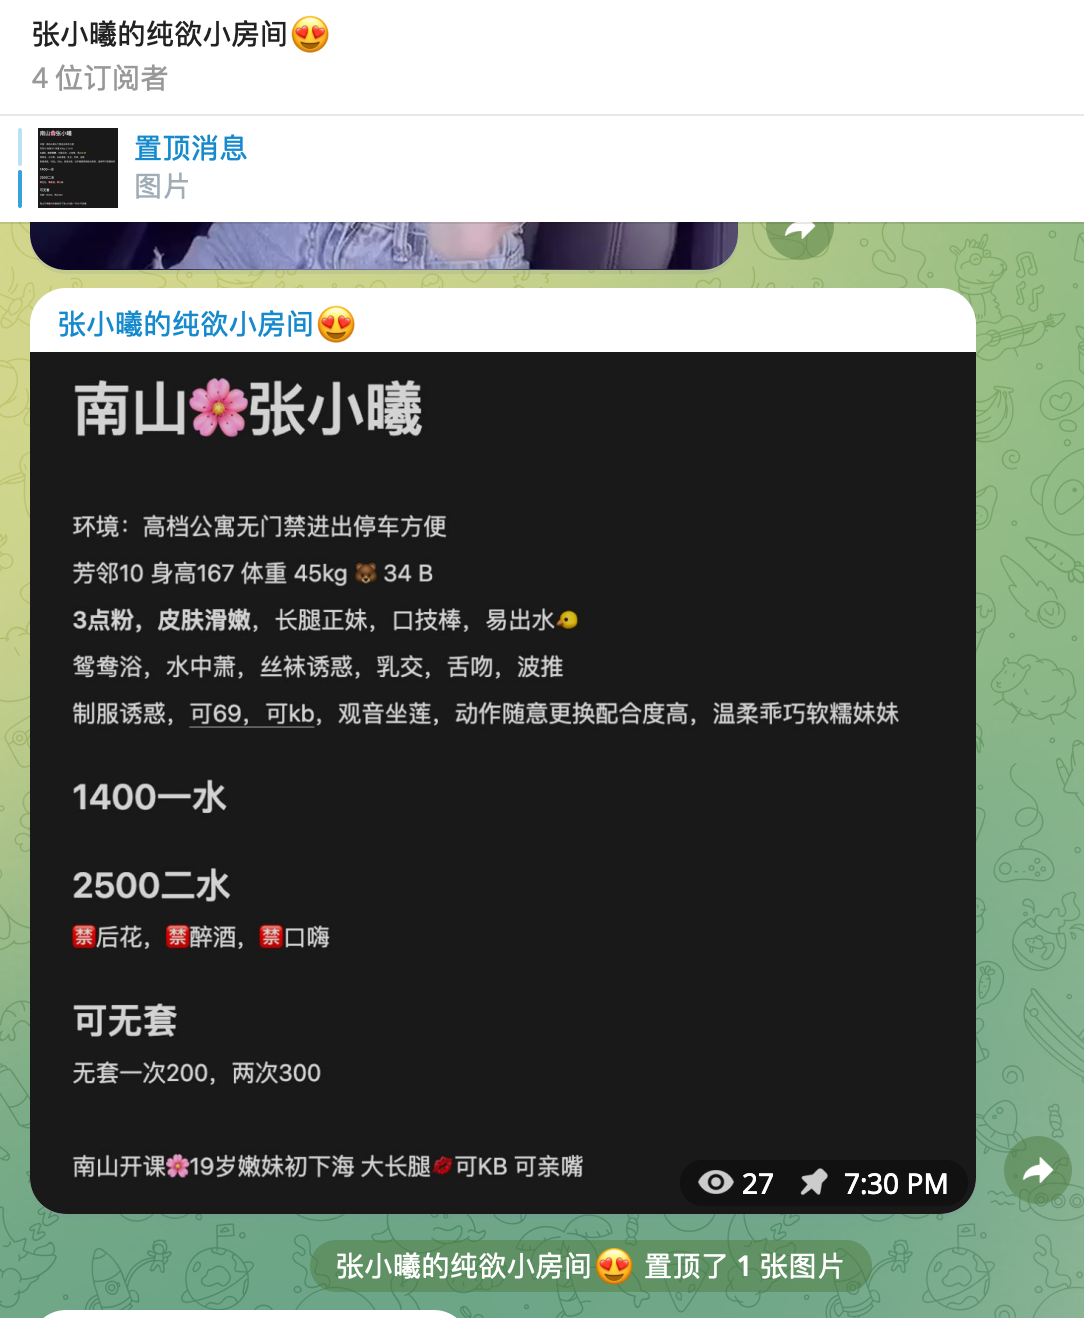 张小曦的纯欲小房间😍
4 位订阅者
置顶消息
图片
张小曦的纯欲小房间😍
南山🌸张小曦
环境：高档公寓无门禁进出停车方便
芳邻10 身高167 体重 45kg 🐻 34 B
3点粉，皮肤滑嫩，长腿正妹，口技棒，易出水🐤
鸳鸯浴，水中萧，丝袜诱惑，乳交，舌吻，波推
制服诱惑，可69，可kb，观音坐莲，动作随意更换配合度高，温柔乖巧软糯妹妹
1400一水
2500二水
🈲后花，🈲醉酒，🈲口嗨
可无套
无套一次200，两次300
南山开课🌸19岁嫩妹初下海 大长腿💋可KB 可亲嘴
27 7:30 PM
张小曦的纯欲小房间😍 置顶了 1 张图片